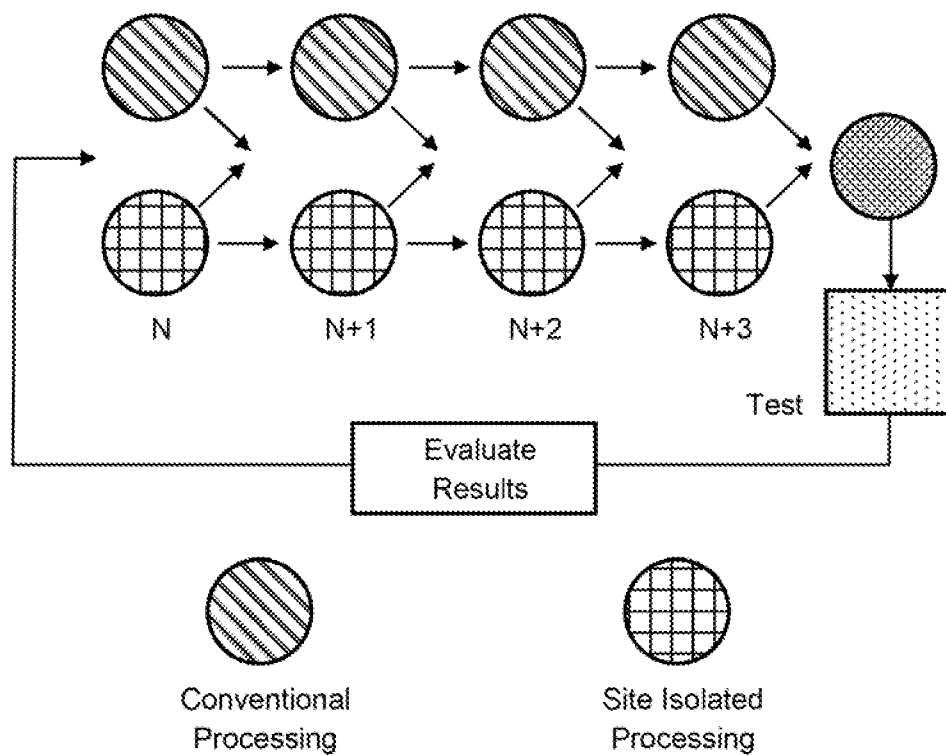 N
N+1
N+2
N+3
Test
Evaluate
Results
Conventional
Processing
Site Isolated
Processing